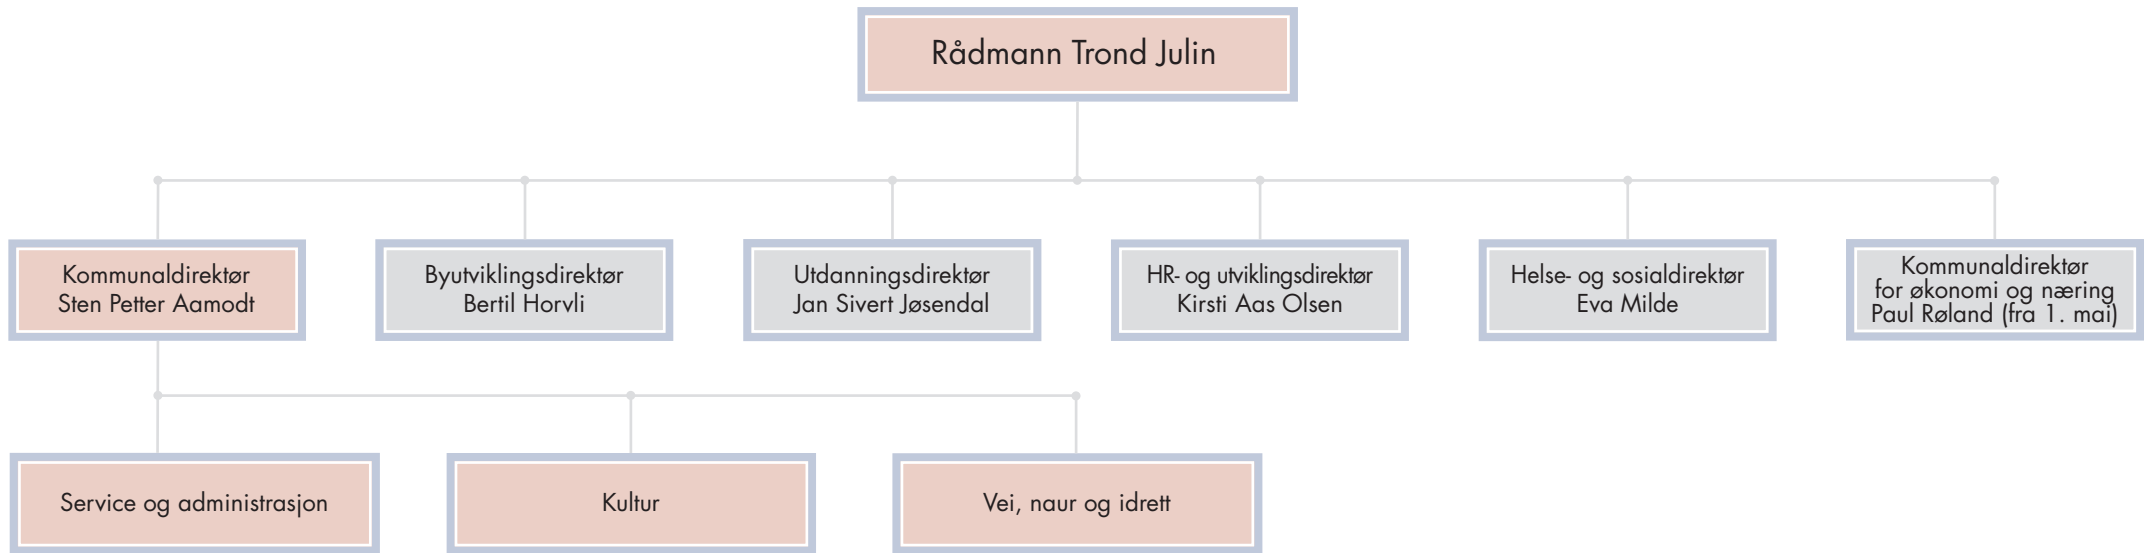 Rådmann Trond Julin
Kommunaldirektør
Sten Petter Aamodt
Byutviklingsdirektør
Bertil Horvli
Utdanningsdirektør
Jan Sivert Jøsendal
HR- og utviklingsdirektør
Kirsti Aas Olsen
Helse- og sosialdirektør
Eva Milde
Kommunaldirektør
for økonomi og næring
Paul Røland (fra 1. mai)
Service og administrasjon
Kultur
Vei, naur og idrett